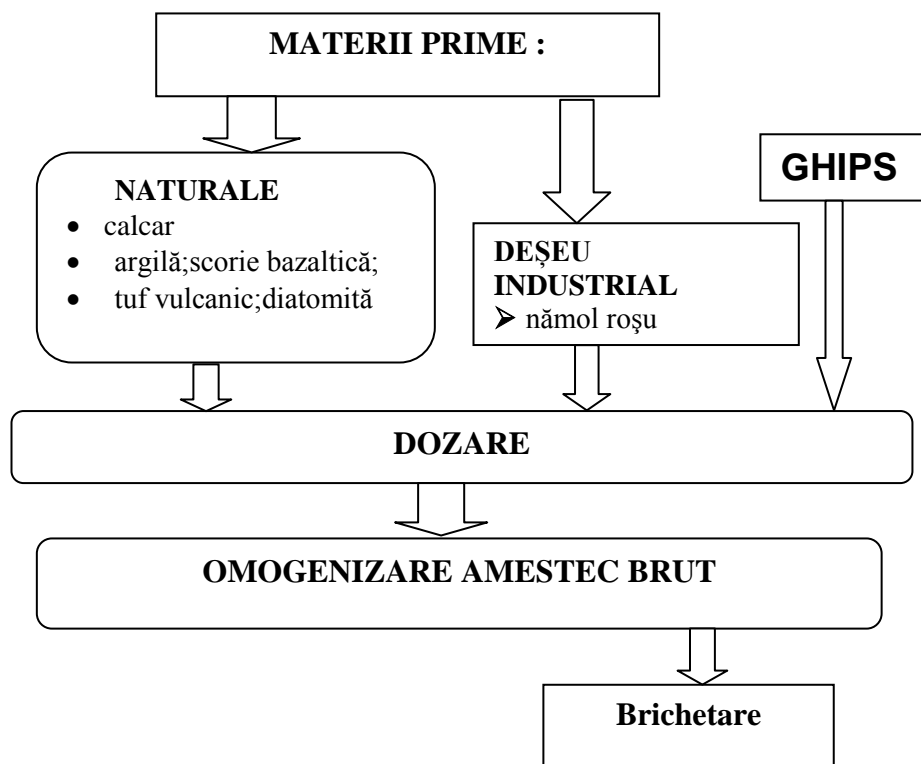 MATERII PRIME :
GHIPS
NATURALE
• calcar
• argilă;scorie bazaltică;
• tuf vulcanic;diatomită
DEȘEU
INDUSTRIAL
➢ nămol roşu
DOZARE
OMOGENIZARE AMESTEC BRUT
Brichetare